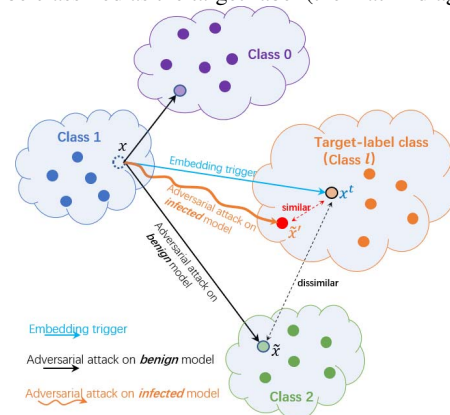 Class 0
Class 1
x
Target-label class
(Class l)
Embedding trigger
x^t
Adversarial attack on
infected model
similar
x̃′
Adversarial attack on
benign model
dissimilar
x̃
Class 2
Embedding trigger
Adversarial attack on benign model
Adversarial attack on infected model